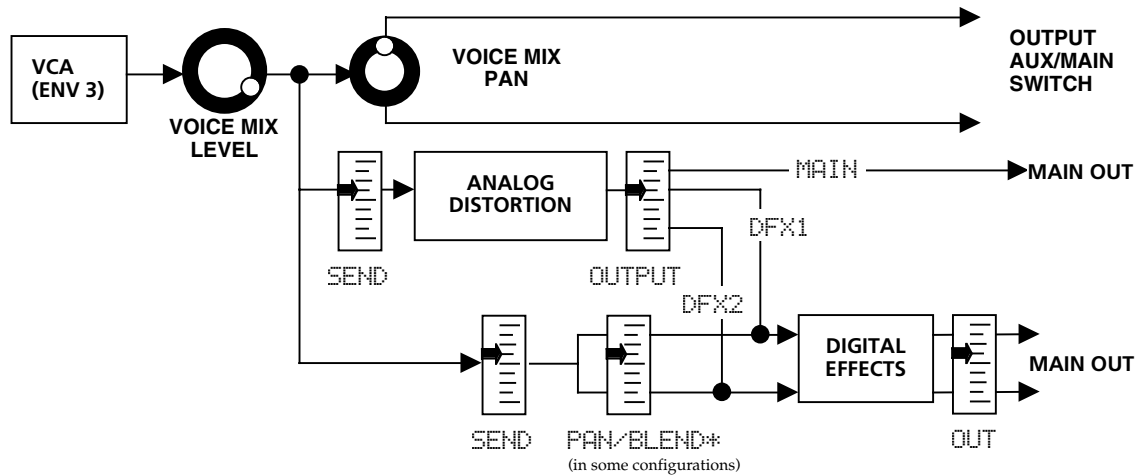 VCA
(ENV 3)
VOICE MIX
LEVEL
VOICE MIX
PAN
OUTPUT
AUX/MAIN
SWITCH
SEND
ANALOG
DISTORTION
OUTPUT
MAIN
MAIN OUT
DFX1
DFX2
SEND
PAN/BLEND*
(in some configurations)
DIGITAL
EFFECTS
OUT
MAIN OUT